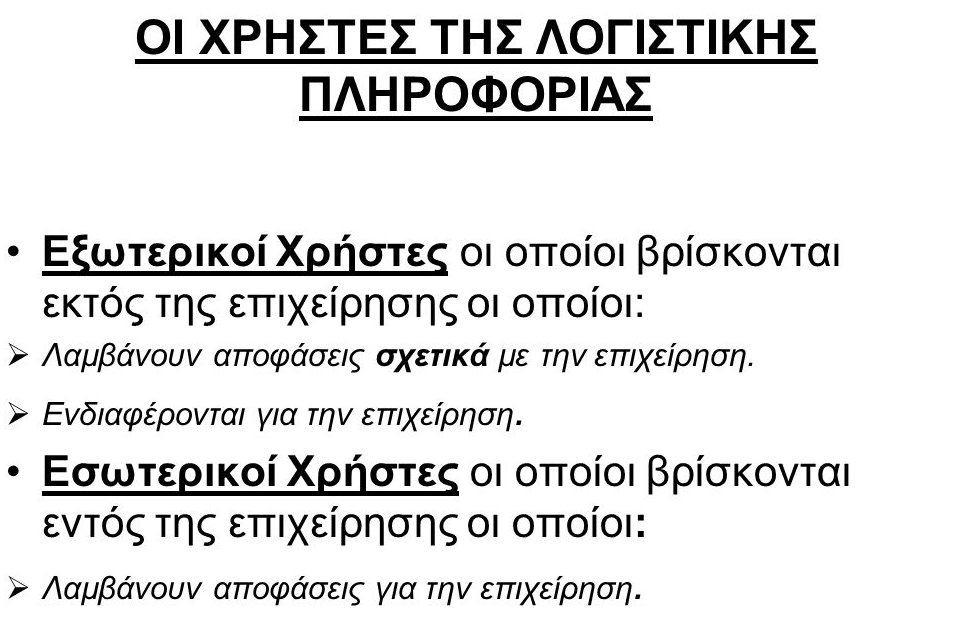 ΟΙ ΧΡΗΣΤΕΣ ΤΗΣ ΛΟΓΙΣΤΙΚΗΣ
ΠΛΗΡΟΦΟΡΙΑΣ
• Εξωτερικοί Χρήστες οι οποίοι βρίσκονται
εκτός της επιχείρησης οι οποίοι:
➢ Λαμβάνουν αποφάσεις σχετικά με την επιχείρηση.
➢ Ενδιαφέρονται για την επιχείρηση.
• Εσωτερικοί Χρήστες οι οποίοι βρίσκονται
εντός της επιχείρησης οι οποίοι:
➢ Λαμβάνουν αποφάσεις για την επιχείρηση.